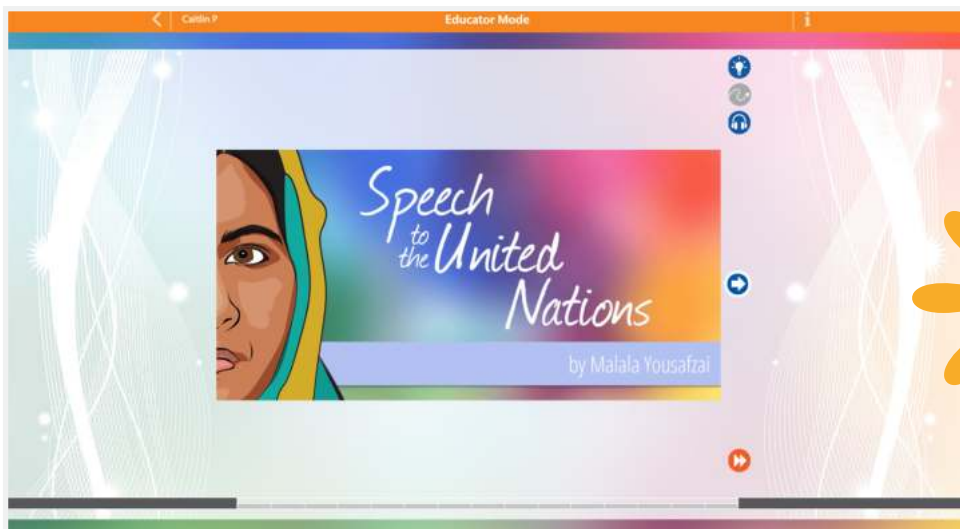 Caitlin P
Educator Mode
i
Speech
to
the United
Nations
by Malala Yousafzai